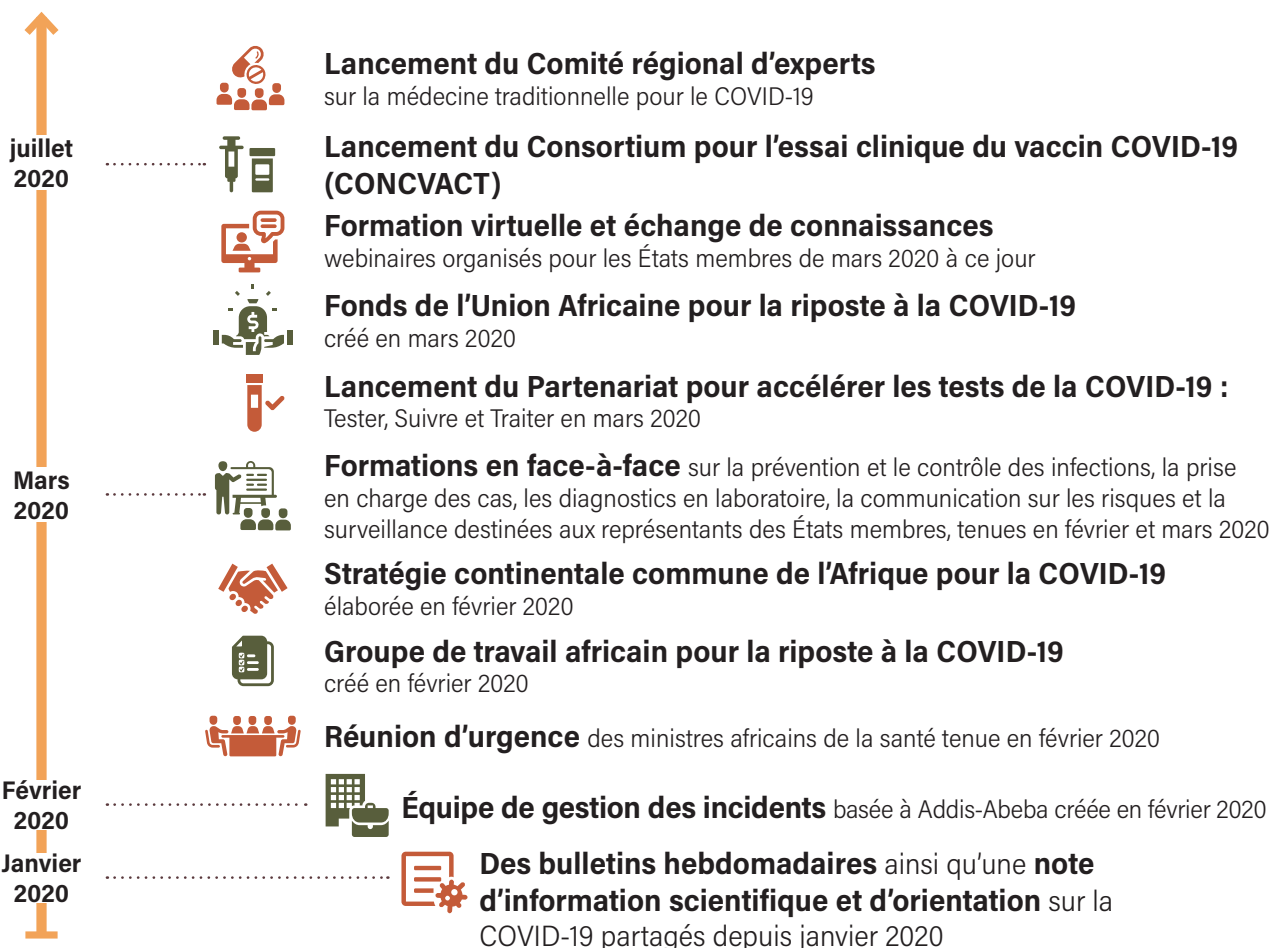 Lancement du Comité régional d'experts
sur la médecine traditionnelle pour le COVID-19
juillet
2020
Lancement du Consortium pour l'essai clinique du vaccin COVID-19
(CONCVACT)
Formation virtuelle et échange de connaissances
webinaires organisés pour les États membres de mars 2020 à ce jour
$
Fonds de l'Union Africaine pour la riposte à la COVID-19
créé en mars 2020
Lancement du Partenariat pour accélérer les tests de la COVID-19 :
Tester, Suivre et Traiter en mars 2020
Mars
2020
Formations en face-à-face sur la prévention et le contrôle des infections, la prise
en charge des cas, les diagnostics en laboratoire, la communication sur les risques et la
surveillance destinées aux représentants des États membres, tenues en février et mars 2020
Stratégie continentale commune de l'Afrique pour la COVID-19
élaborée en février 2020
Groupe de travail africain pour la riposte à la COVID-19
créé en février 2020
Réunion d'urgence des ministres africains de la santé tenue en février 2020
Février
2020
Équipe de gestion des incidents basée à Addis-Abeba créée en février 2020
Janvier
2020
Des bulletins hebdomadaires ainsi qu'une note
d'information scientifique et d'orientation sur la
COVID-19 partagés depuis janvier 2020